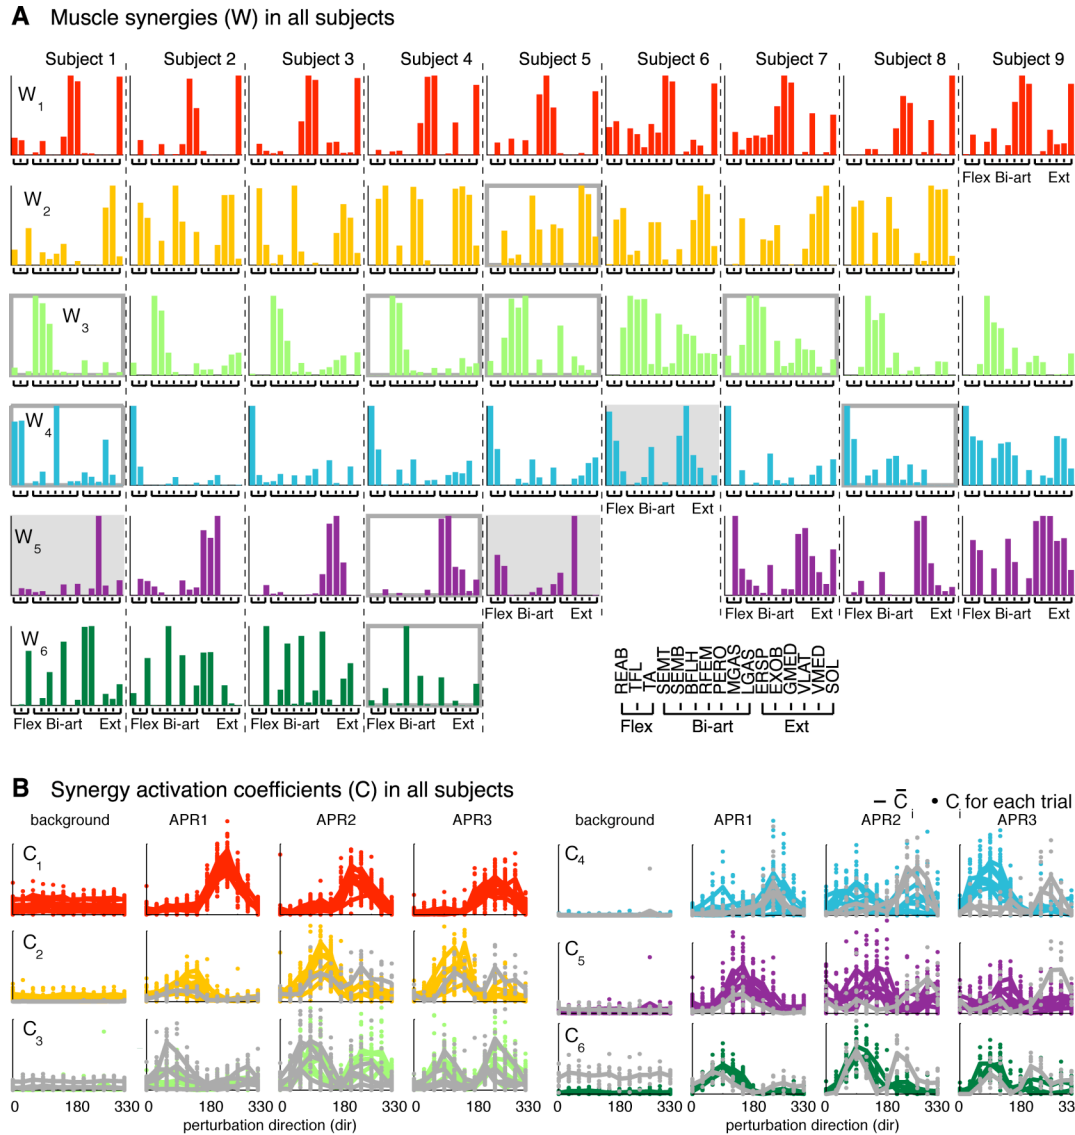 A Muscle synergies (W) in all subjects
Subject 1 Subject 2 Subject 3 Subject 4 Subject 5 Subject 6 Subject 7 Subject 8 Subject 9
W1
Flex Bi-art Ext
W2
W3
W4
Flex Bi-art Ext
W5
Flex Bi-art Ext Flex Bi-art Ext Flex Bi-art Ext Flex Bi-art Ext
W6
REAB TFL TA SEMT SEMB BFLH RFEM PERO MGAS LGAS ERSP EXOB GMED VLAT VMED SOL
Flex Bi-art Ext Flex Bi-art Ext Flex Bi-art Ext Flex Bi-art Ext
Flex Bi-art Ext
B Synergy activation coefficients (C) in all subjects
– C̄i • Ci for each trial
background APR1 APR2 APR3 background APR1 APR2 APR3
C1 C4
C2 C5
C3 C6
0 0 180 330 0 180 330 0 180 330 0 0 180 330 0 180 330 0 180 33
perturbation direction (dir) perturbation direction (dir)